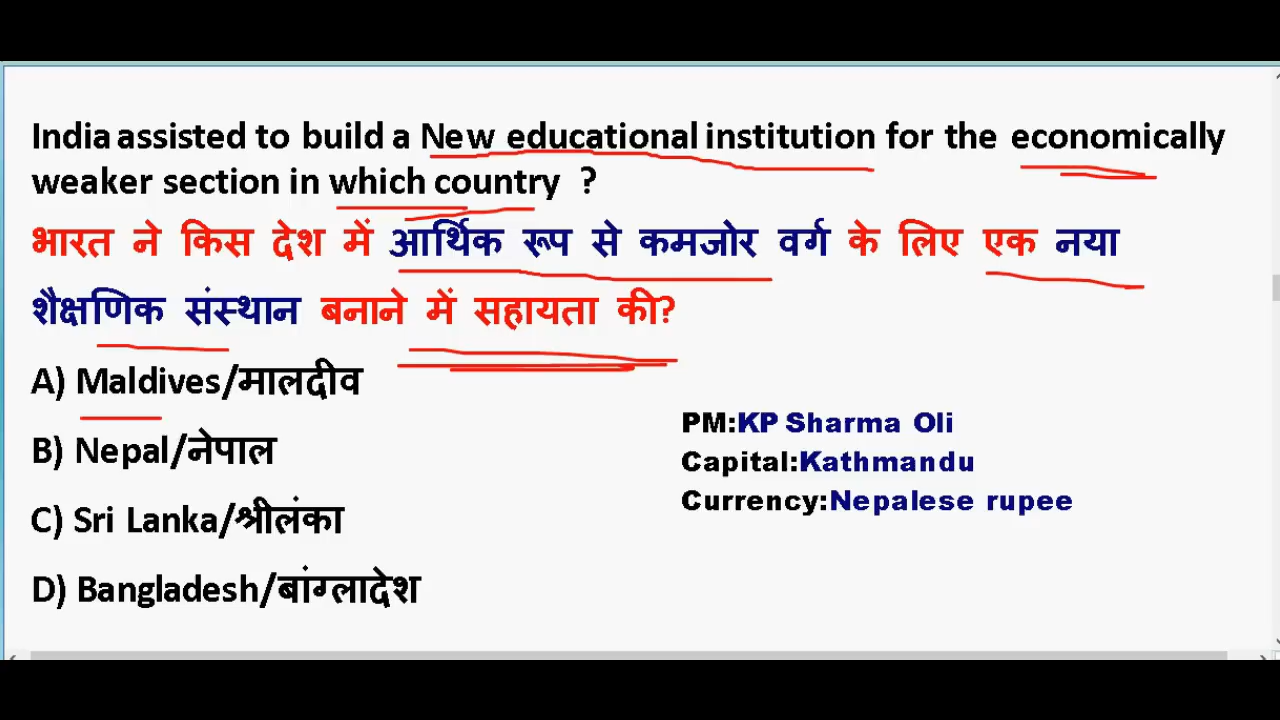 India assisted to build a New educational institution for the economically
weaker section in which country ?
भारत ने किस देश में आर्थिक रूप से कमजोर वर्ग के लिए एक नया
शैक्षणिक संस्थान बनाने में सहायता की?
A) Maldives/मालदीव
B) Nepal/नेपाल
C) Sri Lanka/श्रीलंका
D) Bangladesh/बांग्लादेश
PM:KP Sharma Oli
Capital:Kathmandu
Currency:Nepalese rupee